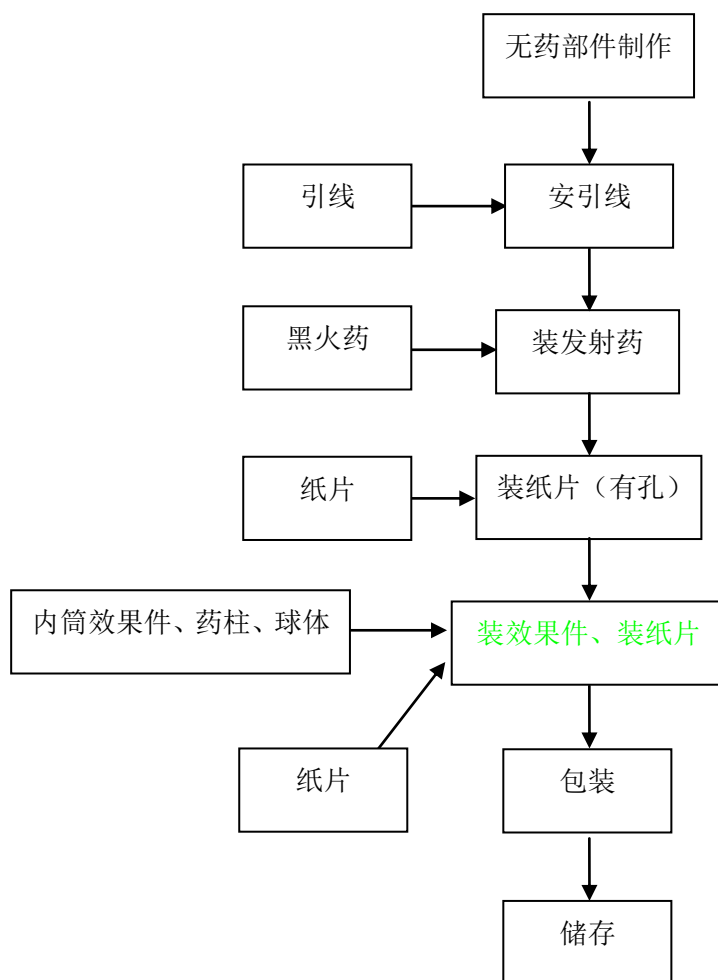 无药部件制作
引线
安引线
黑火药
装发射药
纸片
装纸片（有孔）
内筒效果件、药柱、球体
装效果件、装纸片
纸片
包装
储存